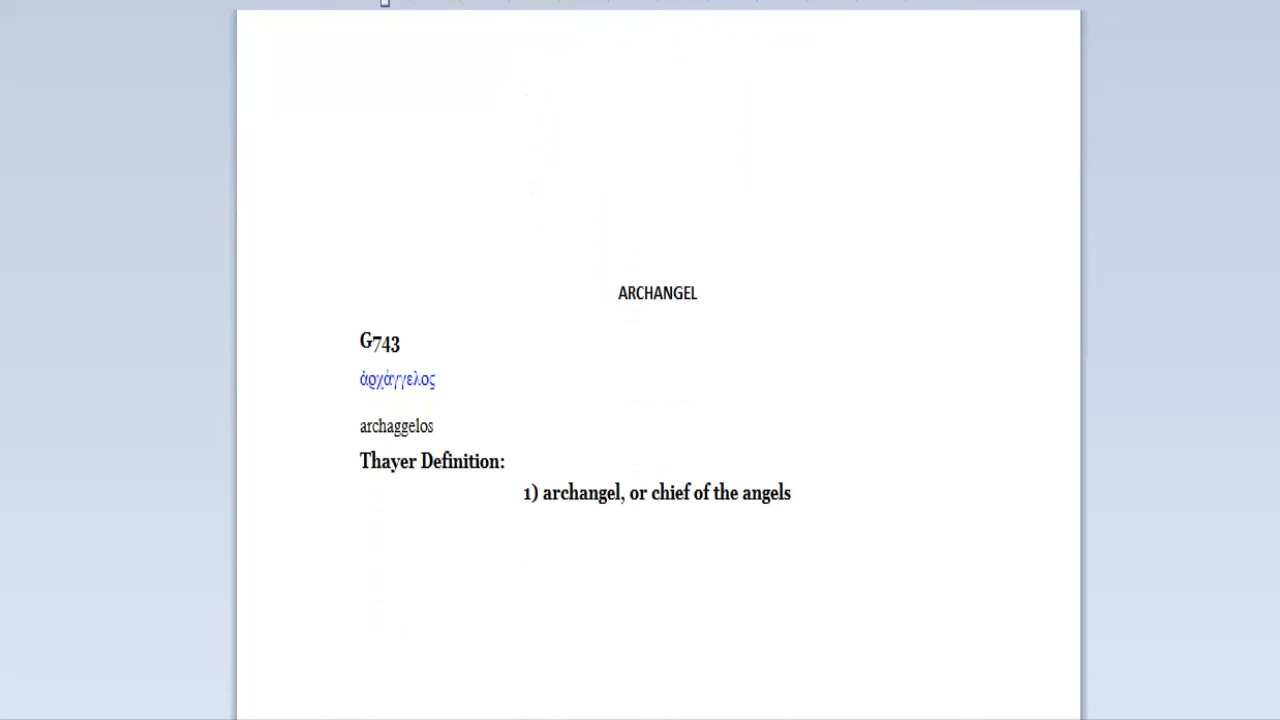 ARCHANGEL
G743
ἀρχάγγελος
archaggelos
Thayer Definition:
1) archangel, or chief of the angels